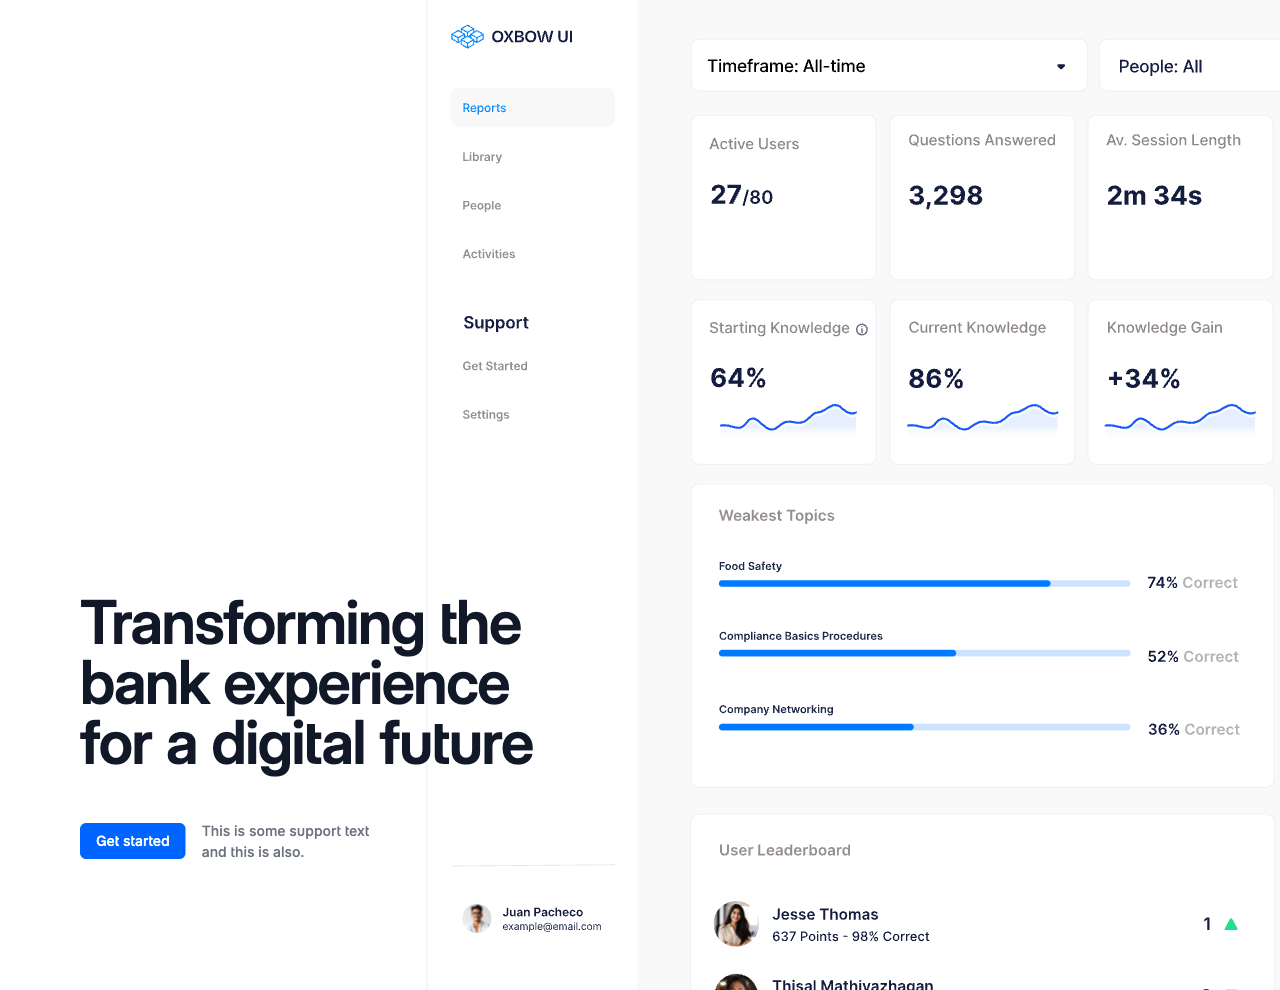 OXBOW UI
Reports
Library
People
Activities
Support
Get Started
Settings
Transforming the
bank experience
for a digital future
Get started
This is some support text
and this is also.
Juan Pacheco
example@email.com
Timeframe: All-time
People: All
Active Users
27/80
Questions Answered
3,298
Av. Session Length
2m 34s
Starting Knowledge
64%
Current Knowledge
86%
Knowledge Gain
+34%
Weakest Topics
Food Safety
74% Correct
Compliance Basics Procedures
52% Correct
Company Networking
36% Correct
User Leaderboard
Jesse Thomas
637 Points - 98% Correct
1
Thisal Mathiyazhagan